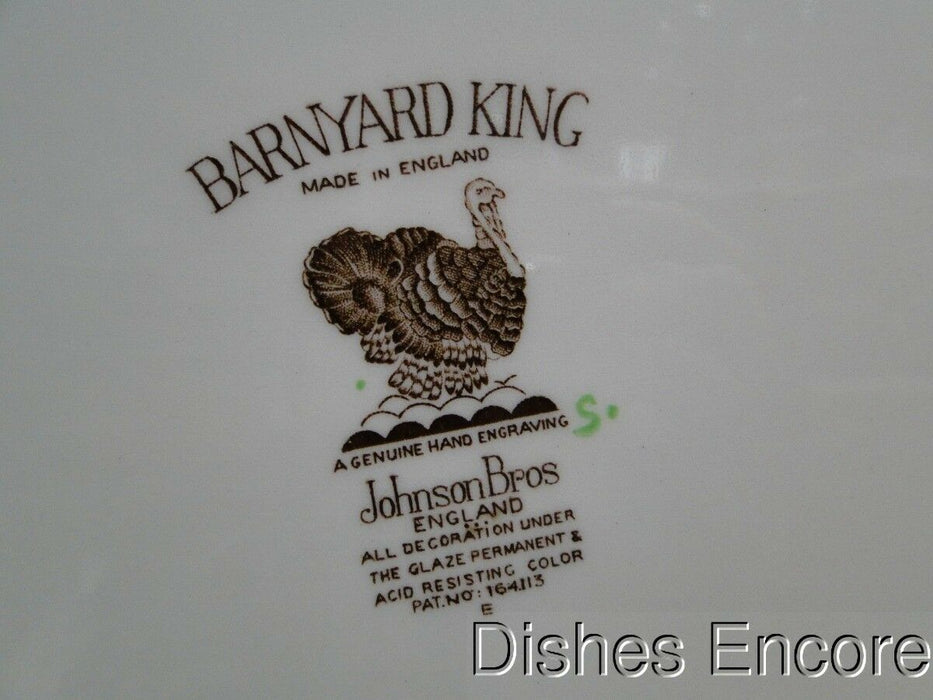 BARNYARD KING
MADE IN ENGLAND
A GENUINE HAND ENGRAVING S.
Johnson Bros
ENGLAND
ALL DECORATION UNDER
THE GLAZE PERMANENT &
ACID RESISTING COLOR
PAT. NO: 164113
E
Dishes Encore